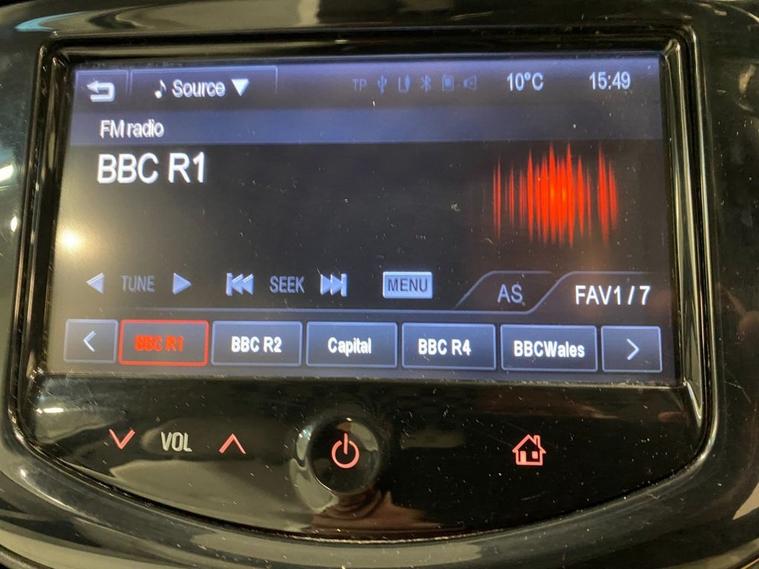 Source
TP
10°C
15:49
FM radio
BBC R1
TUNE
SEEK
MENU
AS
FAV1 / 7
BBC R1
BBC R2
Capital
BBC R4
BBCWales
VOL